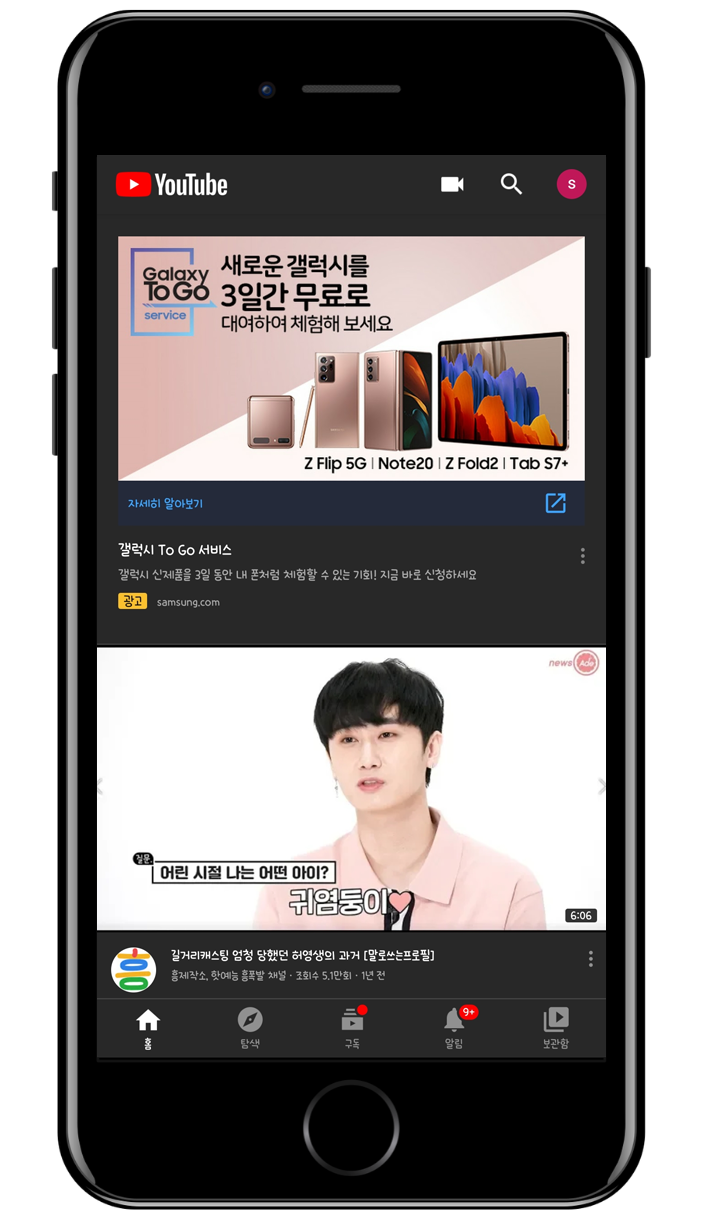 YouTube
S
Galaxy
To Go
service
새로운 갤럭시를
3일간 무료로
대여하여 체험해 보세요
SAMSUNG
Z Flip 5G | Note20 | Z Fold2 | Tab S7+
자세히 알아보기
갤럭시 To Go 서비스
갤럭시 신제품을 3일 동안 내 폰처럼 체험할 수 있는 기회! 지금 바로 신청하세요
광고 samsung.com
news Ade
질문.
어린 시절 나는 어떤 아이?
귀염둥이♥
6:06
길거리캐스팅 엄청 당했던 허영생의 과거 [말로쓰는프로필]
흥제작소, 핫예능 흥폭발 채널 · 조회수 5.1만회 · 1년 전
9+
홈 탐색 구독 알림 보관함